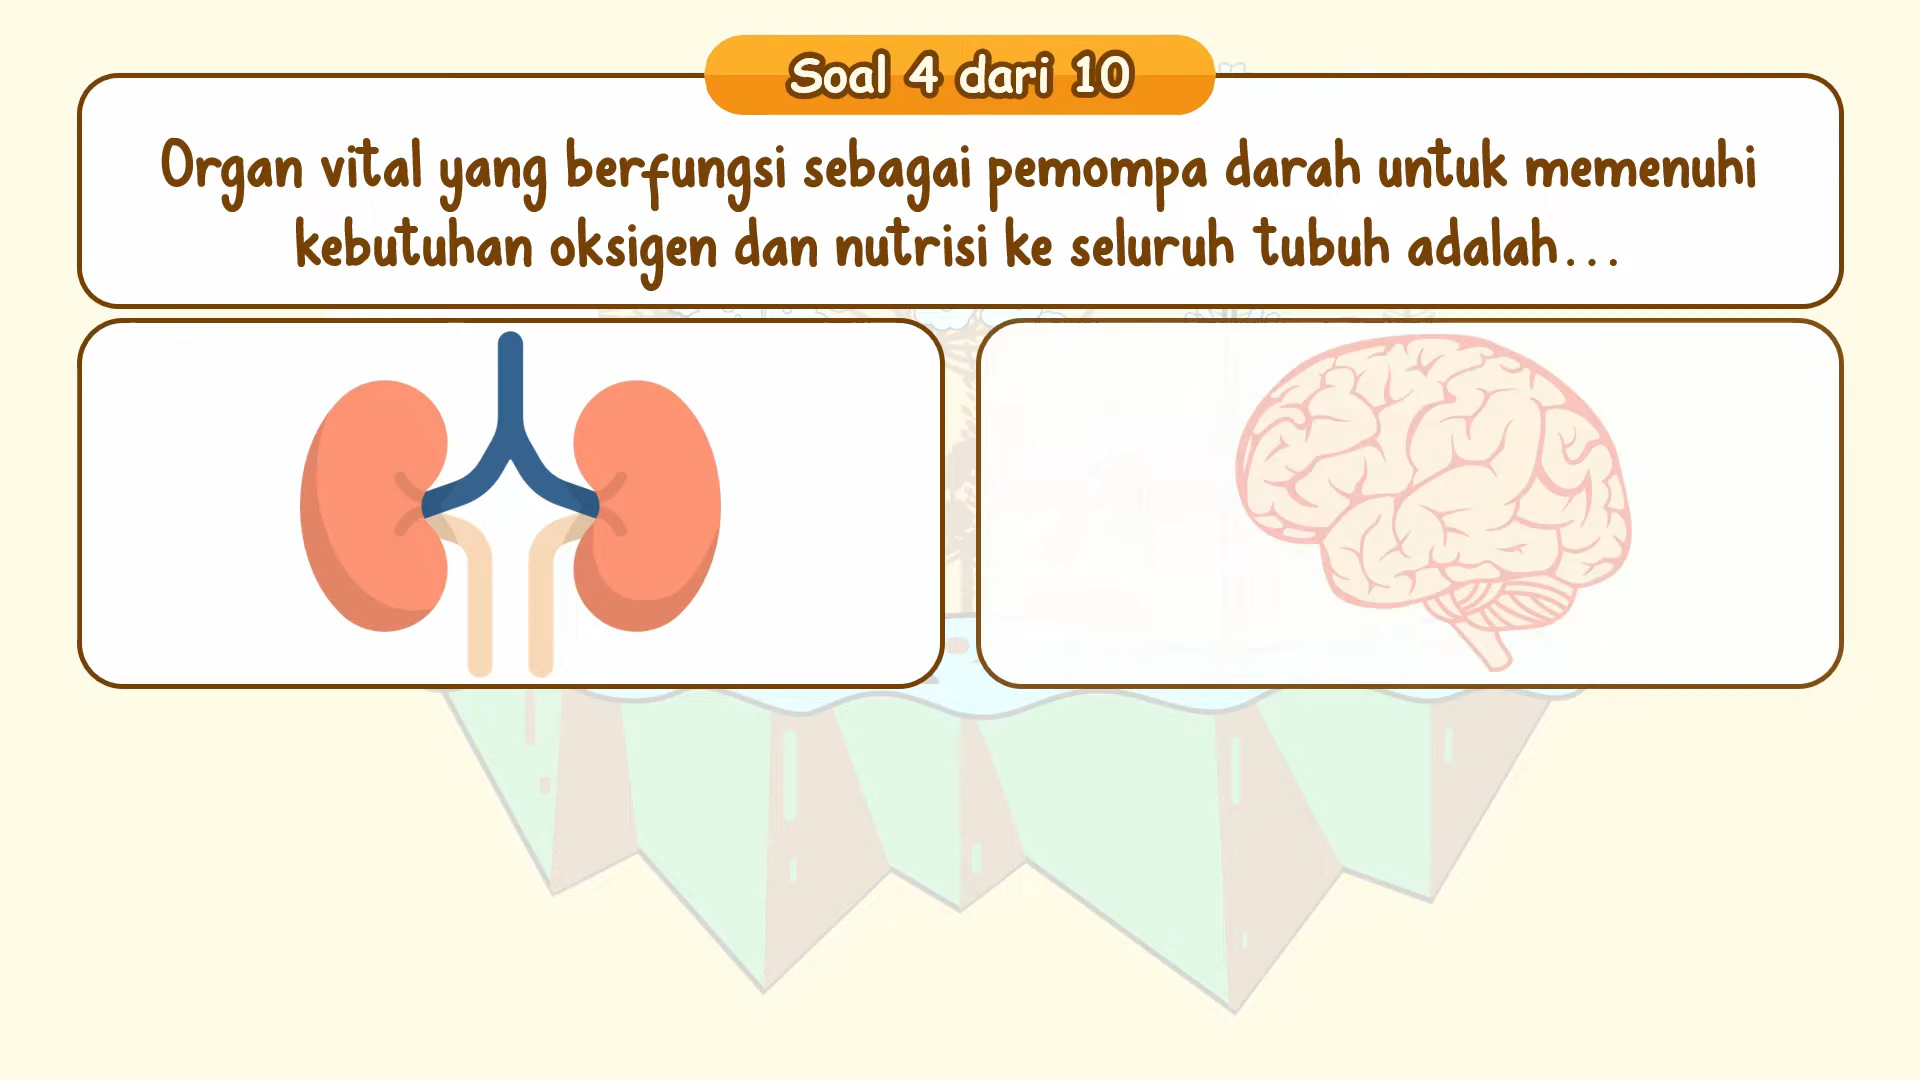 Soal 4 dari 10
Organ vital yang berfungsi sebagai pemompa darah untuk memenuhi
kebutuhan oksigen dan nutrisi ke seluruh tubuh adalah...